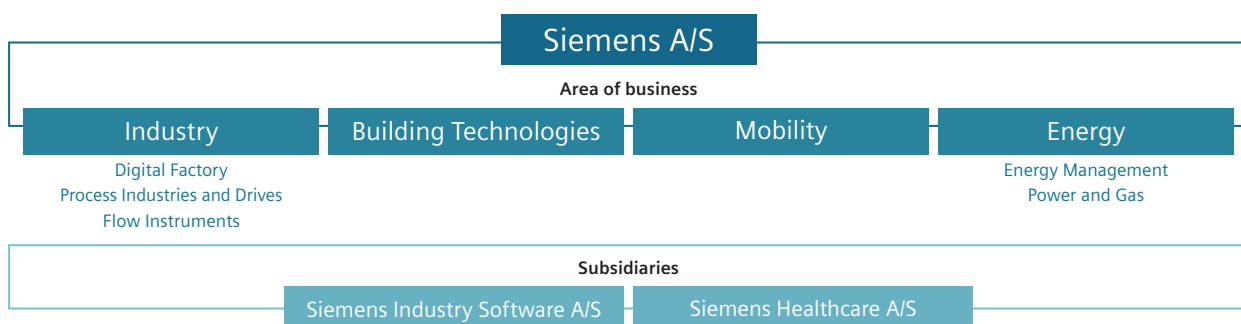 Siemens A/S
Area of business
Industry
Building Technologies
Mobility
Energy
Digital Factory
Process Industries and Drives
Flow Instruments
Energy Management
Power and Gas
Subsidiaries
Siemens Industry Software A/S
Siemens Healthcare A/S